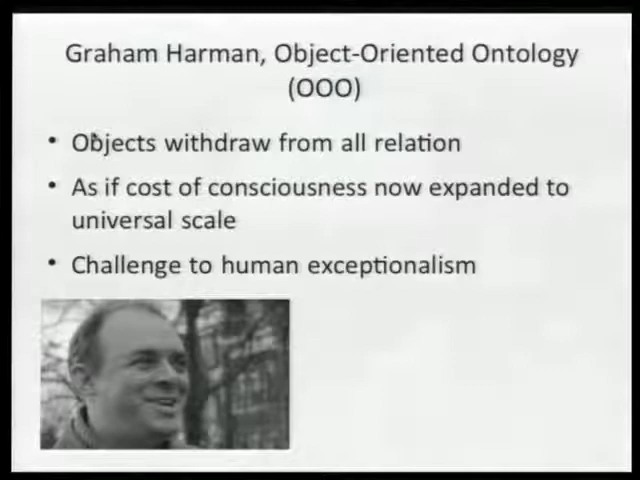 Graham Harman, Object-Oriented Ontology
(OOO)
• Objects withdraw from all relation
• As if cost of consciousness now expanded to
universal scale
• Challenge to human exceptionalism